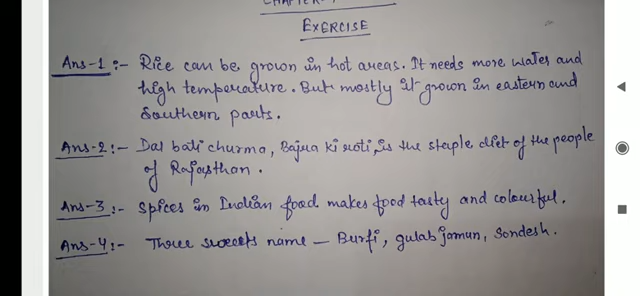 EXERCISE
Ans-1:- Rice can be grown in hot areas. It needs more water and
high temperature. But mostly it grown in eastern and
Southern parts.
Ans-2:- Dal bati churma, Bajra ki roti, is the staple diet of the people
of Rajasthan.
Ans-3:- Spices in Indian food makes food tasty and colourful.
Ans-4:- Three sweets name – Burfi, gulab jamun, Sondesh.